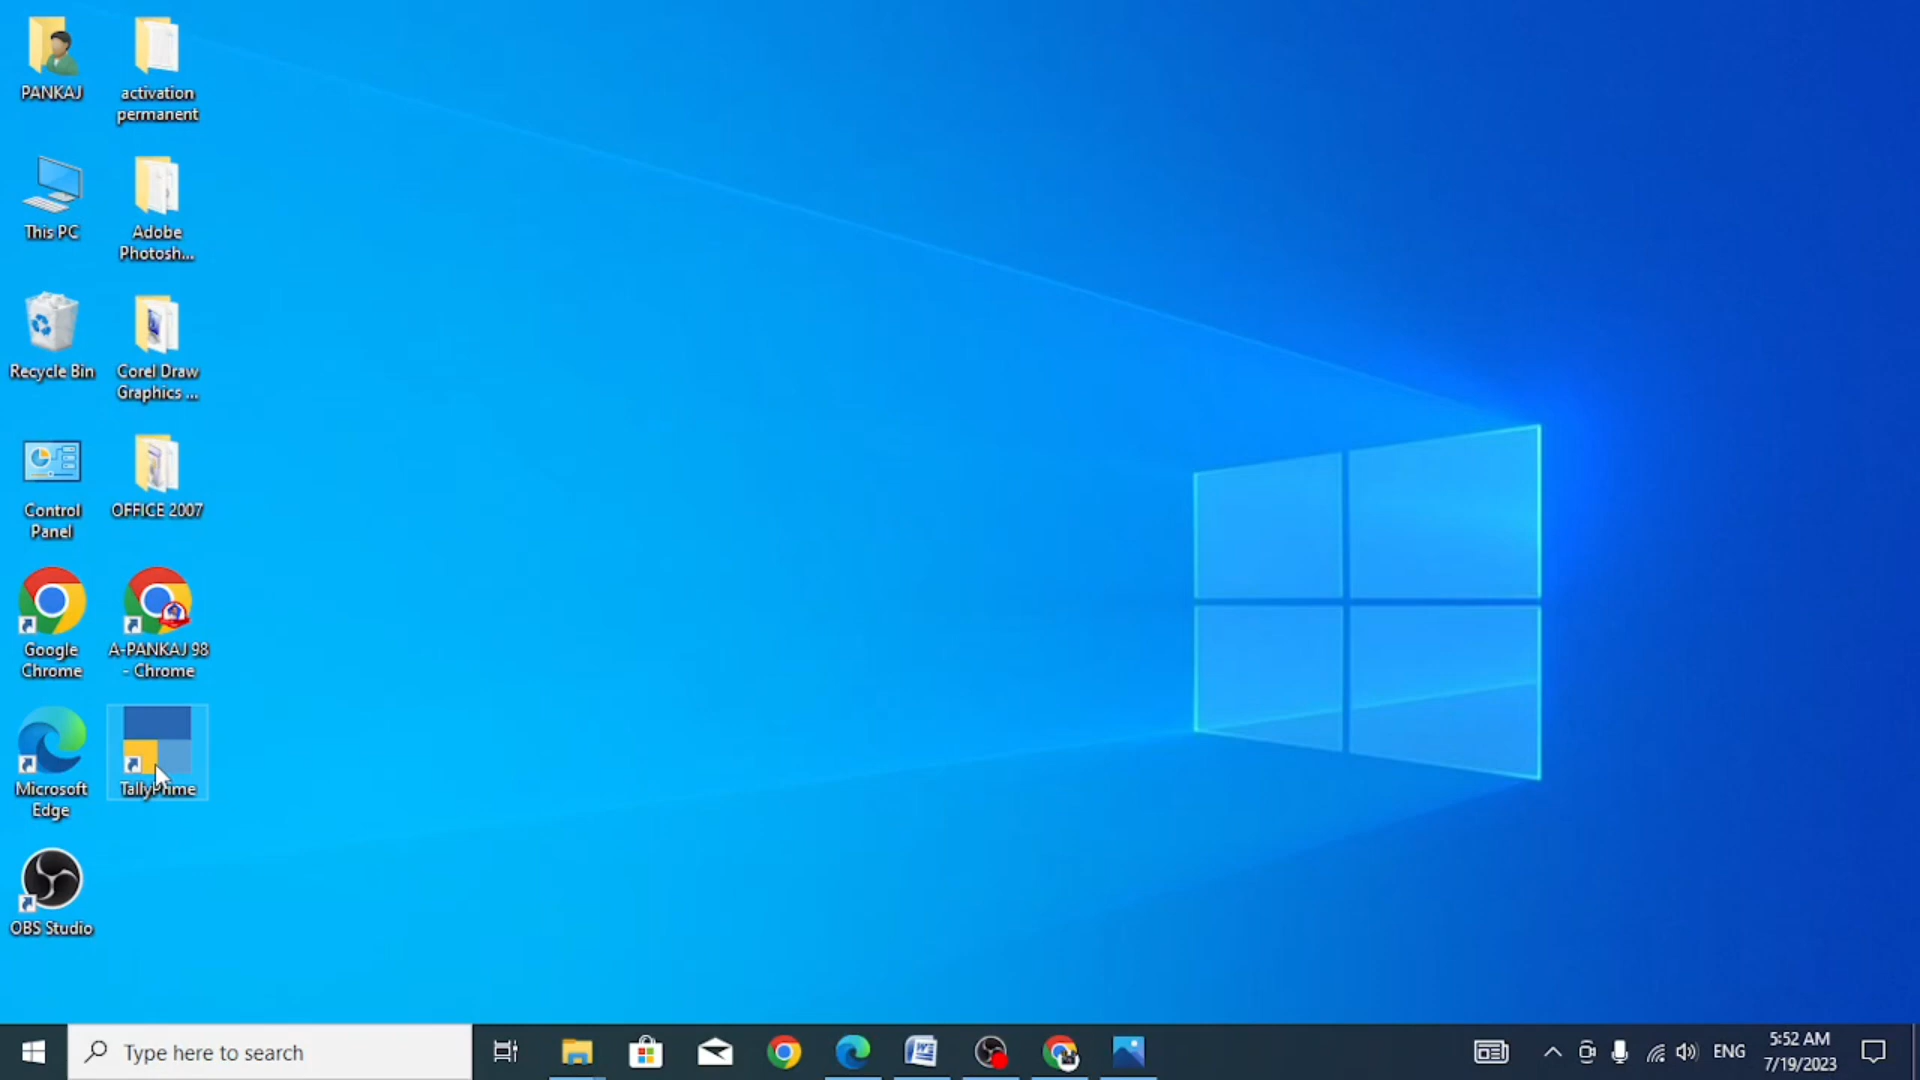 PANKAJ
activation
permanent
This PC
Adobe
Photosh...
Recycle Bin
Corel Draw
Graphics ...
Control
Panel
OFFICE 2007
Google
Chrome
A-PANKAJ 98
- Chrome
Microsoft
Edge
TallyPrime
OBS Studio
Type here to search
ENG
5:52 AM
7/19/2023